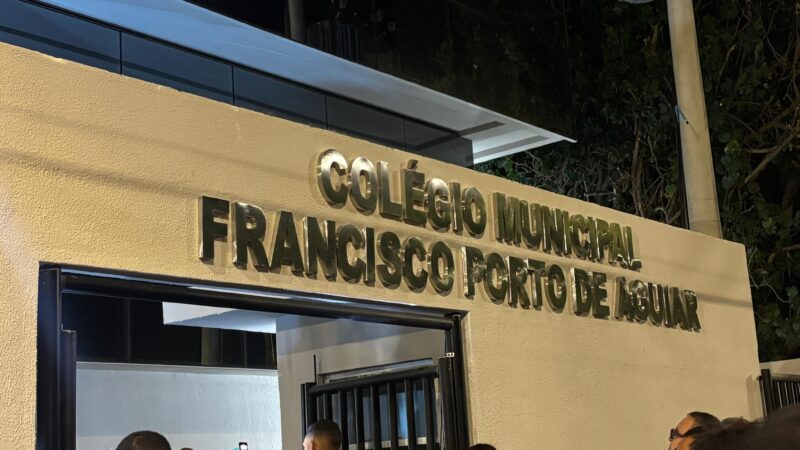 COLÉGIO MUNICIPAL
FRANCISCO PORTO DE AGUIAR